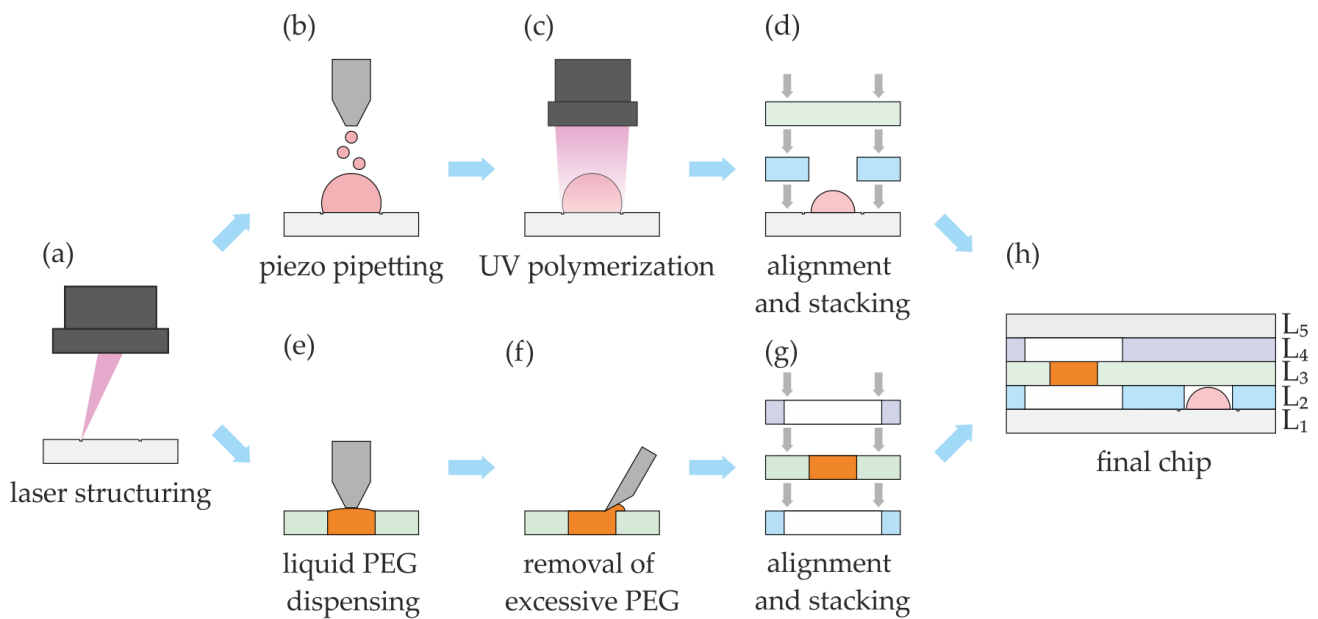 (a)
laser structuring
(b)
piezo pipetting
(c)
UV polymerization
(d)
alignment
and stacking
(e)
liquid PEG
dispensing
(f)
removal of
excessive PEG
(g)
alignment
and stacking
(h)
L5
L4
L3
L2
L1
final chip